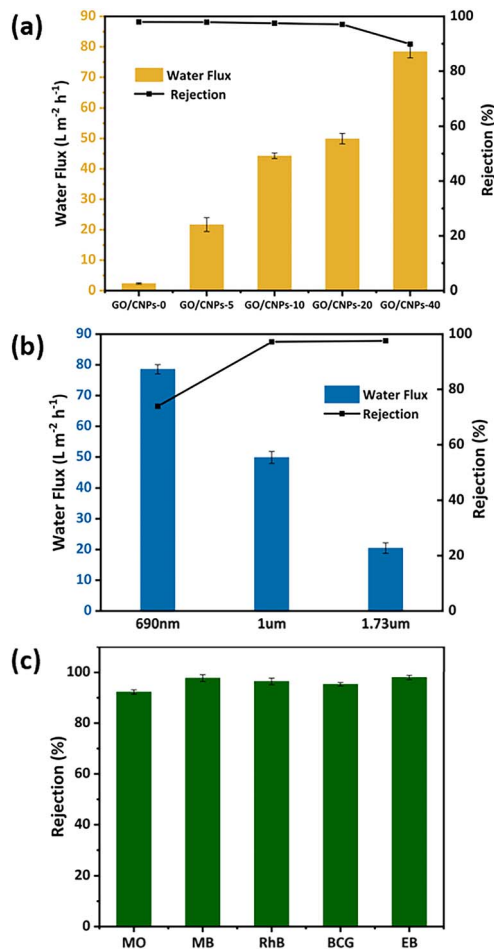 (a)
Water Flux (L m⁻² h⁻¹)
90
80
70
60
50
40
30
20
10
0
Water Flux
Rejection
100
80
60
40
20
0
Rejection (%)
GO/CNPs-0 GO/CNPs-5 GO/CNPs-10 GO/CNPs-20 GO/CNPs-40
(b)
Water Flux (L m⁻² h⁻¹)
90
80
70
60
50
40
30
20
10
0
Water Flux
Rejection
100
80
60
40
20
0
Rejection (%)
690nm 1um 1.73um
(c)
Rejection (%)
100
80
60
40
20
0
MO MB RhB BCG EB